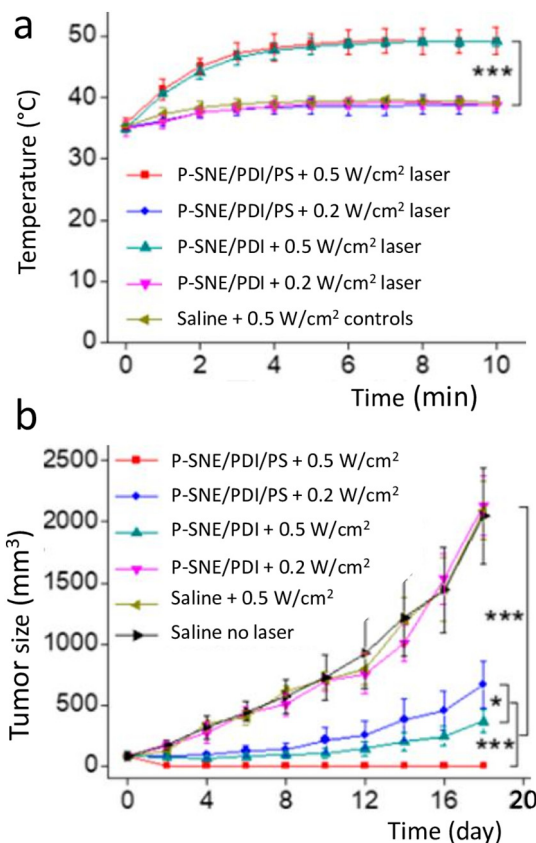 a
50
40
30
20
10
0
Temperature (°C)
***
P-SNE/PDI/PS + 0.5 W/cm² laser
P-SNE/PDI/PS + 0.2 W/cm² laser
P-SNE/PDI + 0.5 W/cm² laser
P-SNE/PDI + 0.2 W/cm² laser
Saline + 0.5 W/cm² controls
0 2 4 6 8 10
Time (min)
b
2500
2000
1500
1000
500
0
Tumor size (mm³)
P-SNE/PDI/PS + 0.5 W/cm²
P-SNE/PDI/PS + 0.2 W/cm²
P-SNE/PDI + 0.5 W/cm²
P-SNE/PDI + 0.2 W/cm²
Saline + 0.5 W/cm²
Saline no laser
***
*
***
0 4 8 12 16 20
Time (day)